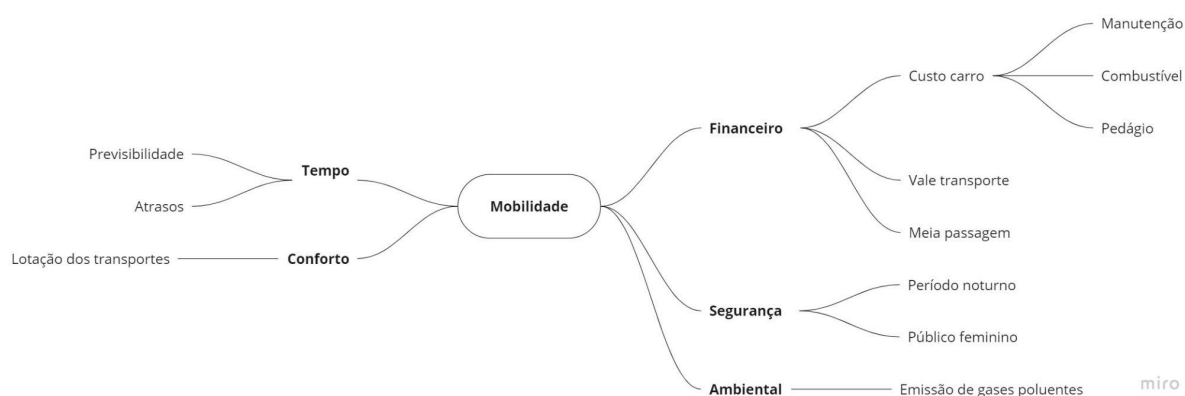 Mobilidade
Tempo
Previsibilidade
Atrasos
Conforto
Lotação dos transportes
Financeiro
Custo carro
Manutenção
Combustível
Pedágio
Vale transporte
Meia passagem
Segurança
Período noturno
Público feminino
Ambiental
Emissão de gases poluentes
miro